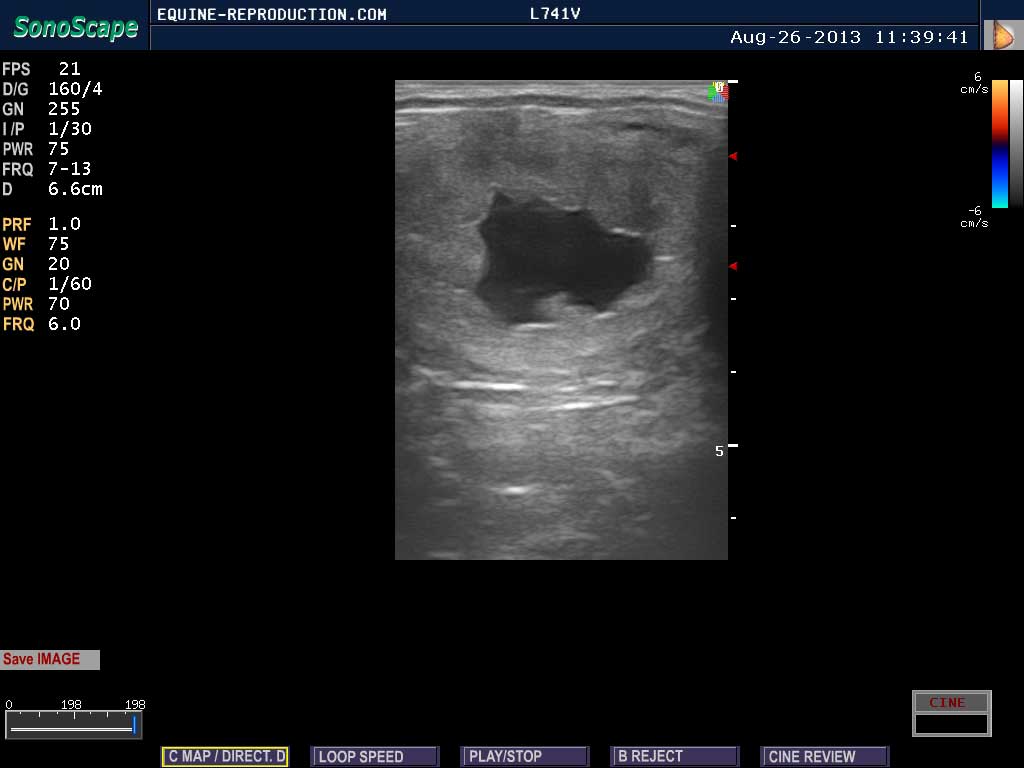 SonoScape
EQUINE-REPRODUCTION.COM
L741V
Aug-26-2013 11:39:41
FPS 21
D/G 160/4
GN 255
I/P 1/30
PWR 75
FRQ 7-13
D 6.6cm
PRF 1.0
WF 75
GN 20
C/P 1/60
PWR 70
FRQ 6.0
6
cm/s
-6
cm/s
5
Save IMAGE
0 198 198
CINE
C MAP / DIRECT. D
LOOP SPEED
PLAY/STOP
B REJECT
CINE REVIEW